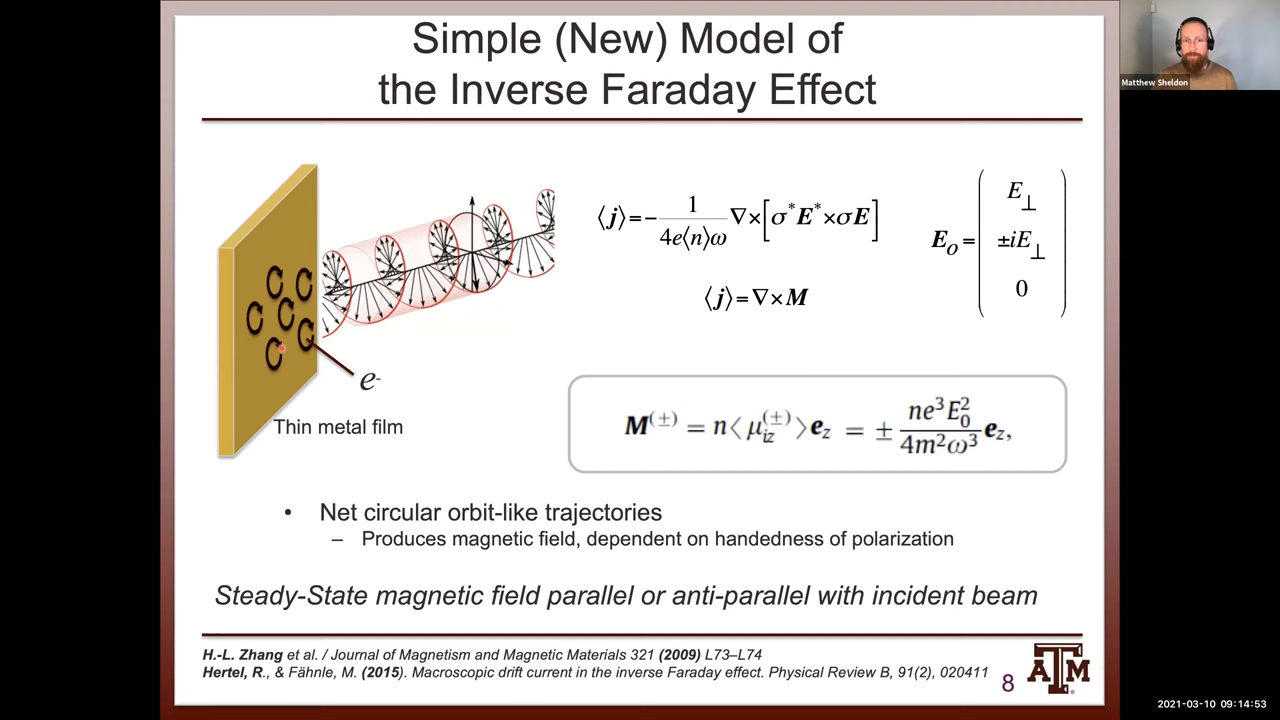 Simple (New) Model of
the Inverse Faraday Effect
Matthew Sheldon
⟨j⟩=−1/(4e⟨n⟩ω) ∇×[σ*E*×σE]
E_O = (E⊥, ±iE⊥, 0)
⟨j⟩=∇×M
e-
Thin metal film
M^(±) = n⟨μ_iz^(±)⟩e_z = ± ne³E₀²/4m²ω³ e_z,
• Net circular orbit-like trajectories
– Produces magnetic field, dependent on handedness of polarization
Steady-State magnetic field parallel or anti-parallel with incident beam
H.-L. Zhang et al. / Journal of Magnetism and Magnetic Materials 321 (2009) L73–L74
Hertel, R., & Fähnle, M. (2015). Macroscopic drift current in the inverse Faraday effect. Physical Review B, 91(2), 020411
8
ATM
2021-03-10 09:14:53